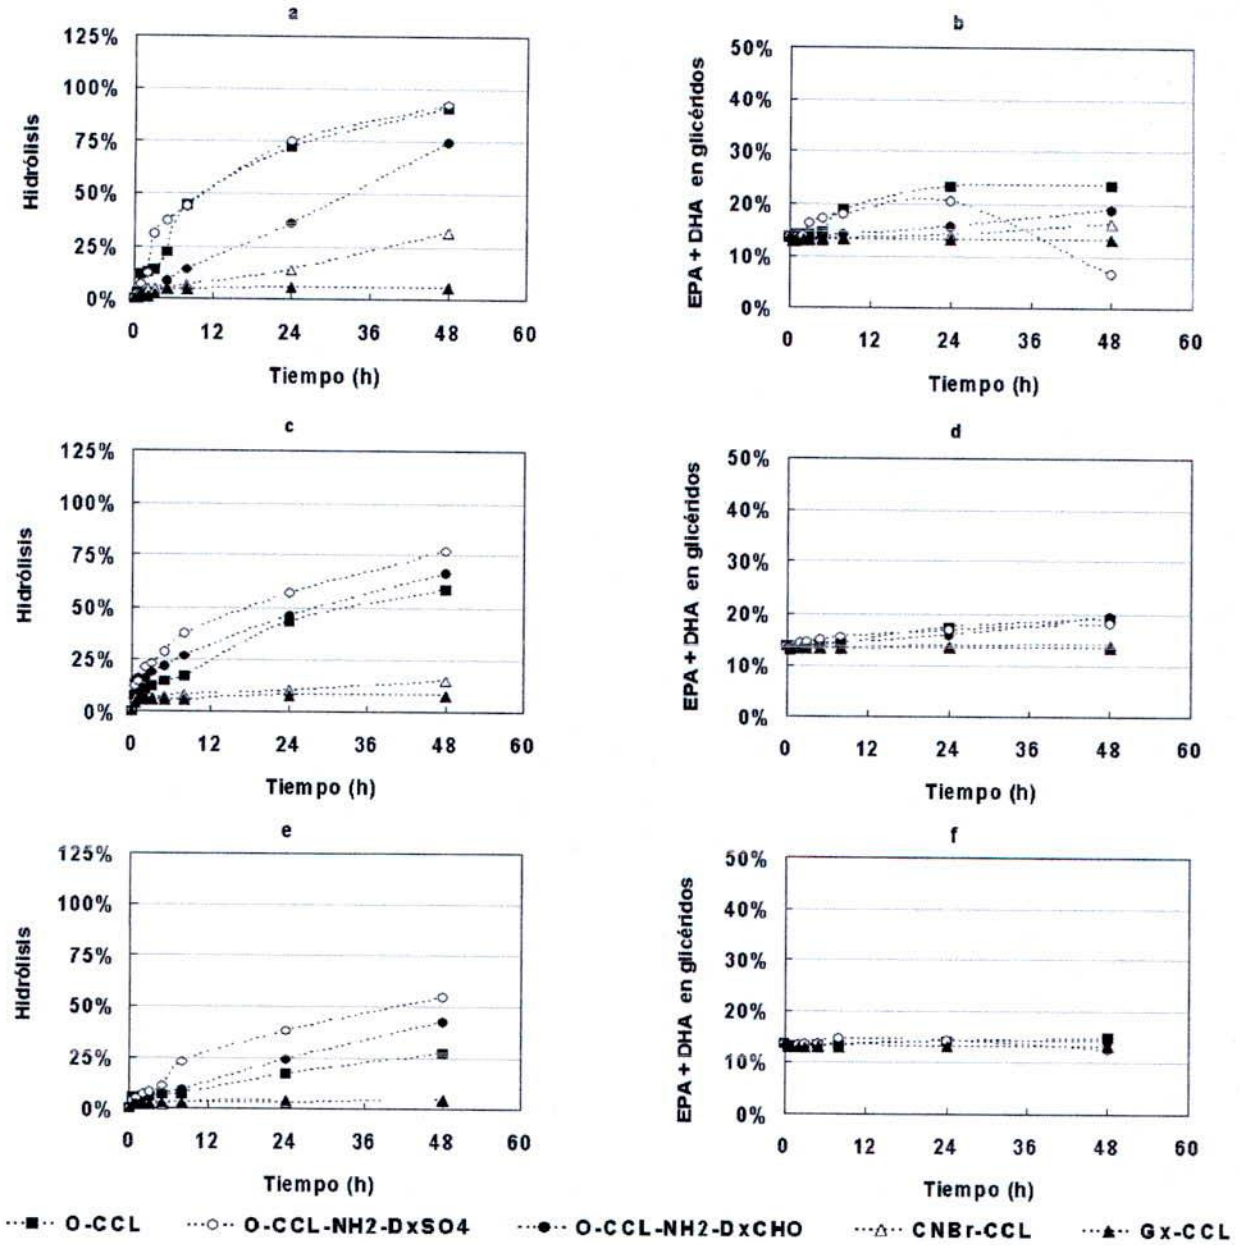 a
125%
100%
75%
50%
25%
0%
Hidrólisis
0 12 24 36 48 60
Tiempo (h)
b
50%
40%
30%
20%
10%
0%
EPA + DHA en glicéridos
0 12 24 36 48 60
Tiempo (h)
c
125%
100%
75%
50%
25%
0%
Hidrólisis
0 12 24 36 48 60
Tiempo (h)
d
50%
40%
30%
20%
10%
0%
EPA + DHA en glicéridos
0 12 24 36 48 60
Tiempo (h)
e
125%
100%
75%
50%
25%
0%
Hidrólisis
0 12 24 36 48 60
Tiempo (h)
f
50%
40%
30%
20%
10%
0%
EPA + DHA en glicéridos
0 12 24 36 48 60
Tiempo (h)
O-CCL O-CCL-NH2-DxSO4 O-CCL-NH2-DxCHO CNBr-CCL Gx-CCL